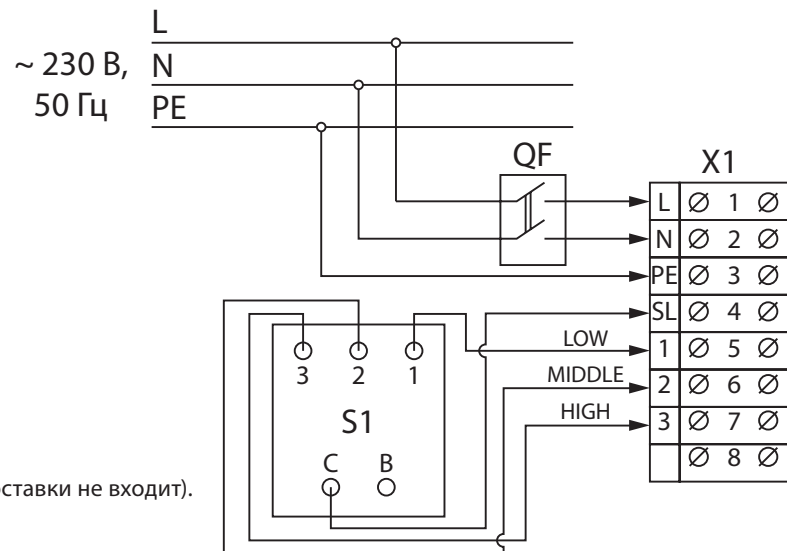 L
~ 230 В, N
50 Гц PE
QF
X1
L 1
N 2
PE 3
SL 4
LOW 1 5
MIDDLE 2 6
HIGH 3 7
8
3 2 1
S1
C B
не входит).